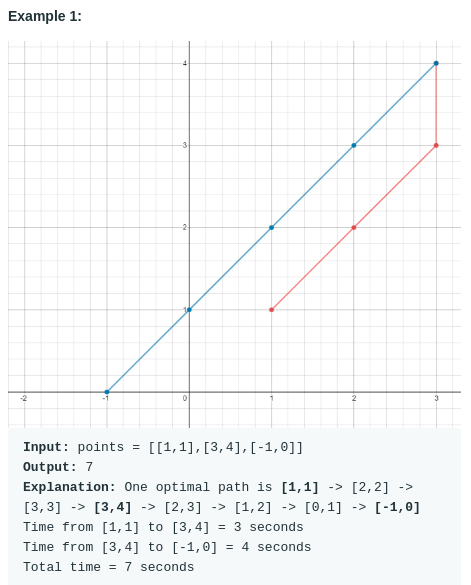 Example 1:
4
3
2
1
-2
-1
0
1
2
3
Input: points = [[1,1],[3,4],[-1,0]]
Output: 7
Explanation: One optimal path is [1,1] -> [2,2] ->
[3,3] -> [3,4] -> [2,3] -> [1,2] -> [0,1] -> [-1,0]
Time from [1,1] to [3,4] = 3 seconds
Time from [3,4] to [-1,0] = 4 seconds
Total time = 7 seconds